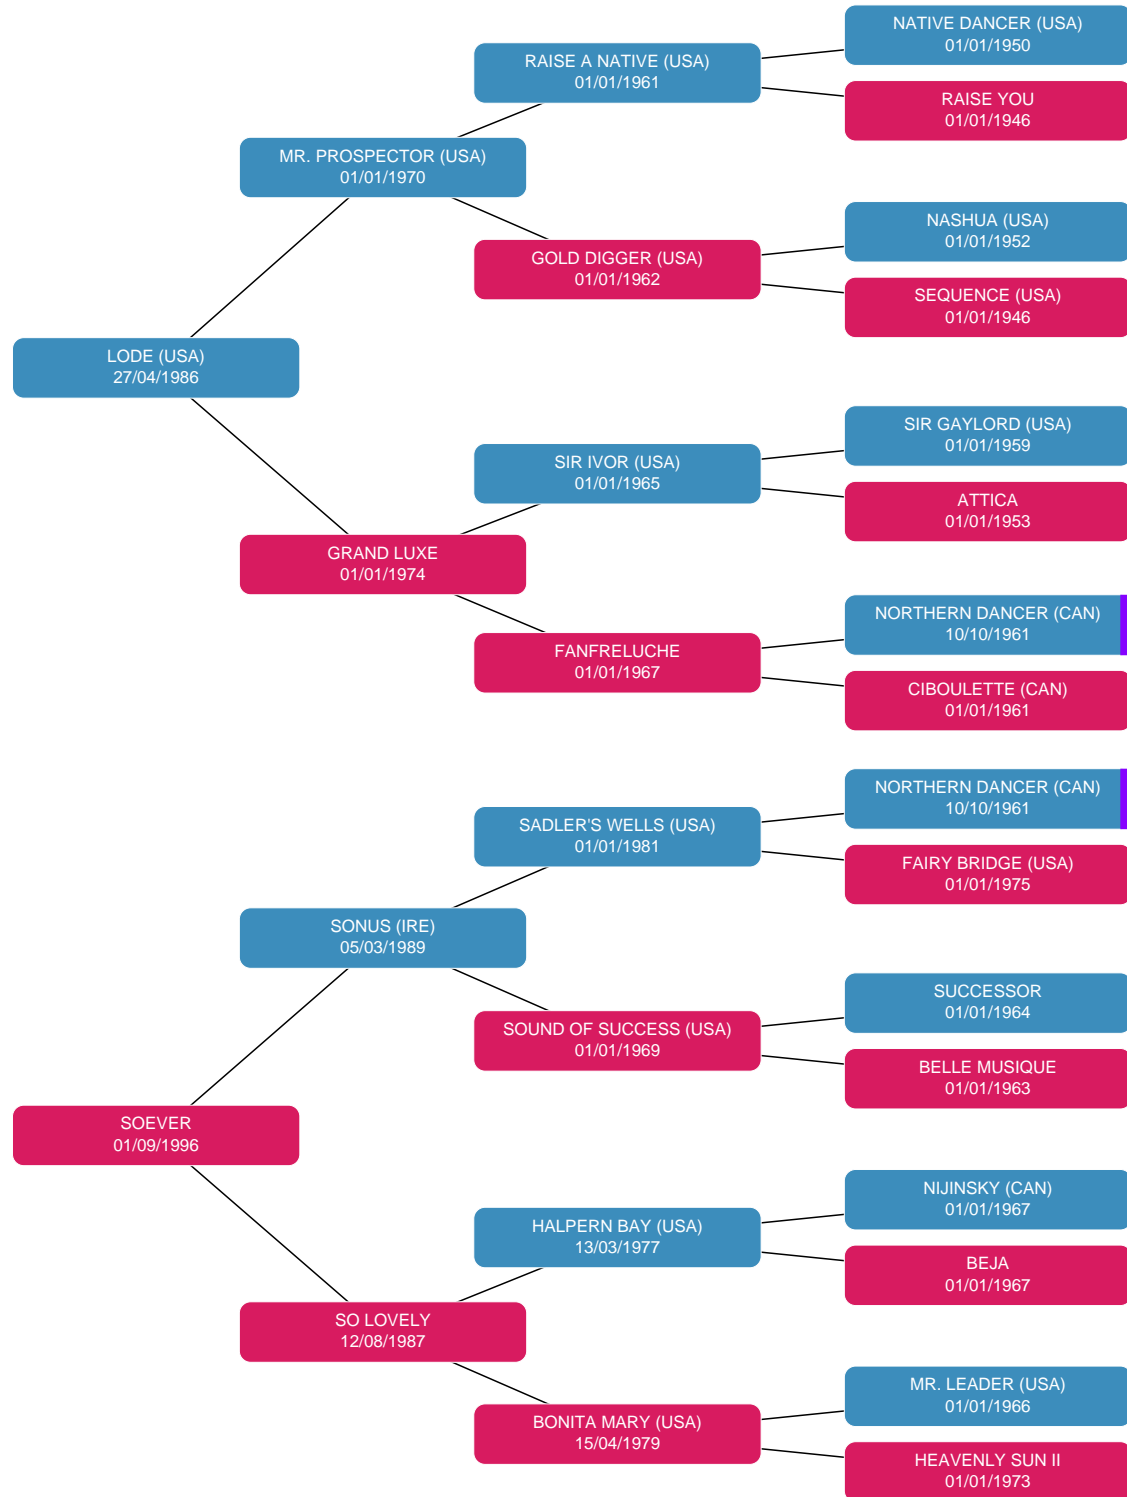 NATIVE DANCER (USA)
01/01/1950
RAISE A NATIVE (USA)
01/01/1961
RAISE YOU
01/01/1946
MR. PROSPECTOR (USA)
01/01/1970
NASHUA (USA)
01/01/1952
GOLD DIGGER (USA)
01/01/1962
SEQUENCE (USA)
01/01/1946
LODE (USA)
27/04/1986
SIR GAYLORD (USA)
01/01/1959
SIR IVOR (USA)
01/01/1965
ATTICA
01/01/1953
GRAND LUXE
01/01/1974
NORTHERN DANCER (CAN)
10/10/1961
FANFRELUCHE
01/01/1967
CIBOULETTE (CAN)
01/01/1961
NORTHERN DANCER (CAN)
10/10/1961
SADLER'S WELLS (USA)
01/01/1981
FAIRY BRIDGE (USA)
01/01/1975
SONUS (IRE)
05/03/1989
SUCCESSOR
01/01/1964
SOUND OF SUCCESS (USA)
01/01/1969
BELLE MUSIQUE
01/01/1963
SOEVER
01/09/1996
NIJINSKY (CAN)
01/01/1967
HALPERN BAY (USA)
13/03/1977
BEJA
01/01/1967
SO LOVELY
12/08/1987
MR. LEADER (USA)
01/01/1966
BONITA MARY (USA)
15/04/1979
HEAVENLY SUN II
01/01/1973